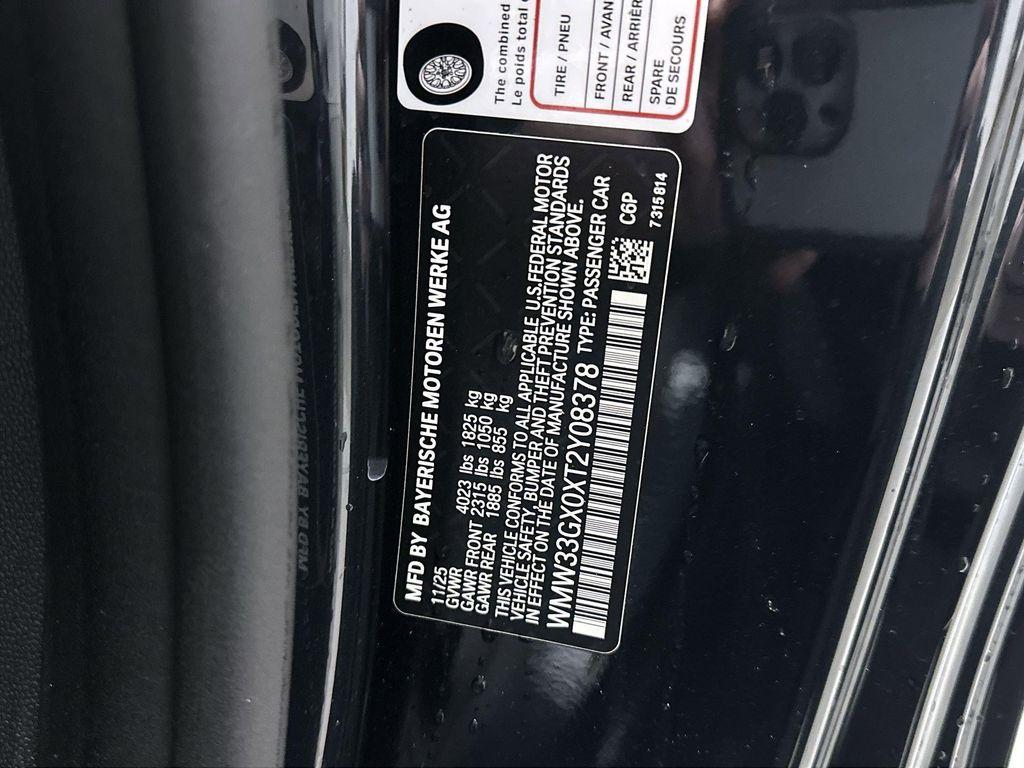 The combined
Le poids total
TIRE / PNEU
FRONT / AVAN
REAR / ARRIÈR
SPARE
DE SECOURS
MFD BY BAYERISCHE MOTOREN WERKE AG
11/25
GVWR 4023 lbs 1825 kg
GAWR FRONT 2315 lbs 1050 kg
GAWR REAR 1885 lbs 855 kg
THIS VEHICLE CONFORMS TO ALL APPLICABLE U.S.FEDERAL MOTOR
VEHICLE SAFETY, BUMPER AND THEFT PREVENTION STANDARDS
IN EFFECT ON THE DATE OF MANUFACTURE SHOWN ABOVE.
WMW33GX0XT2Y08378 TYPE: PASSENGER CAR
C6P
7315814